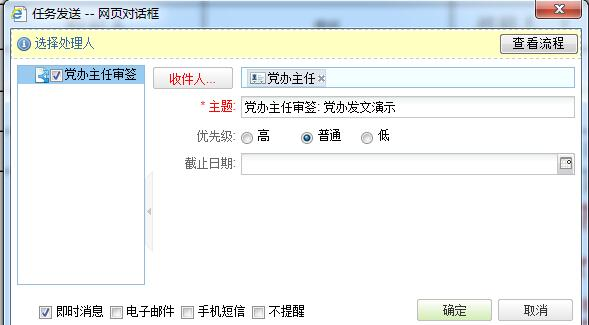 任务发送 -- 网页对话框
选择处理人
查看流程
党办主任审签
收件人...
党办主任
* 主题:
党办主任审签: 党办发文演示
优先级:
高
普通
低
截止日期:
即时消息
电子邮件
手机短信
不提醒
确定
取消